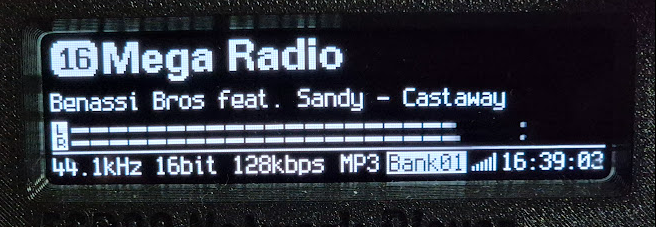 16 Mega Radio
Benassi Bros feat. Sandy - Castaway
L
R
44.1kHz 16bit 128kbps MP3 Bank01 16:39:03